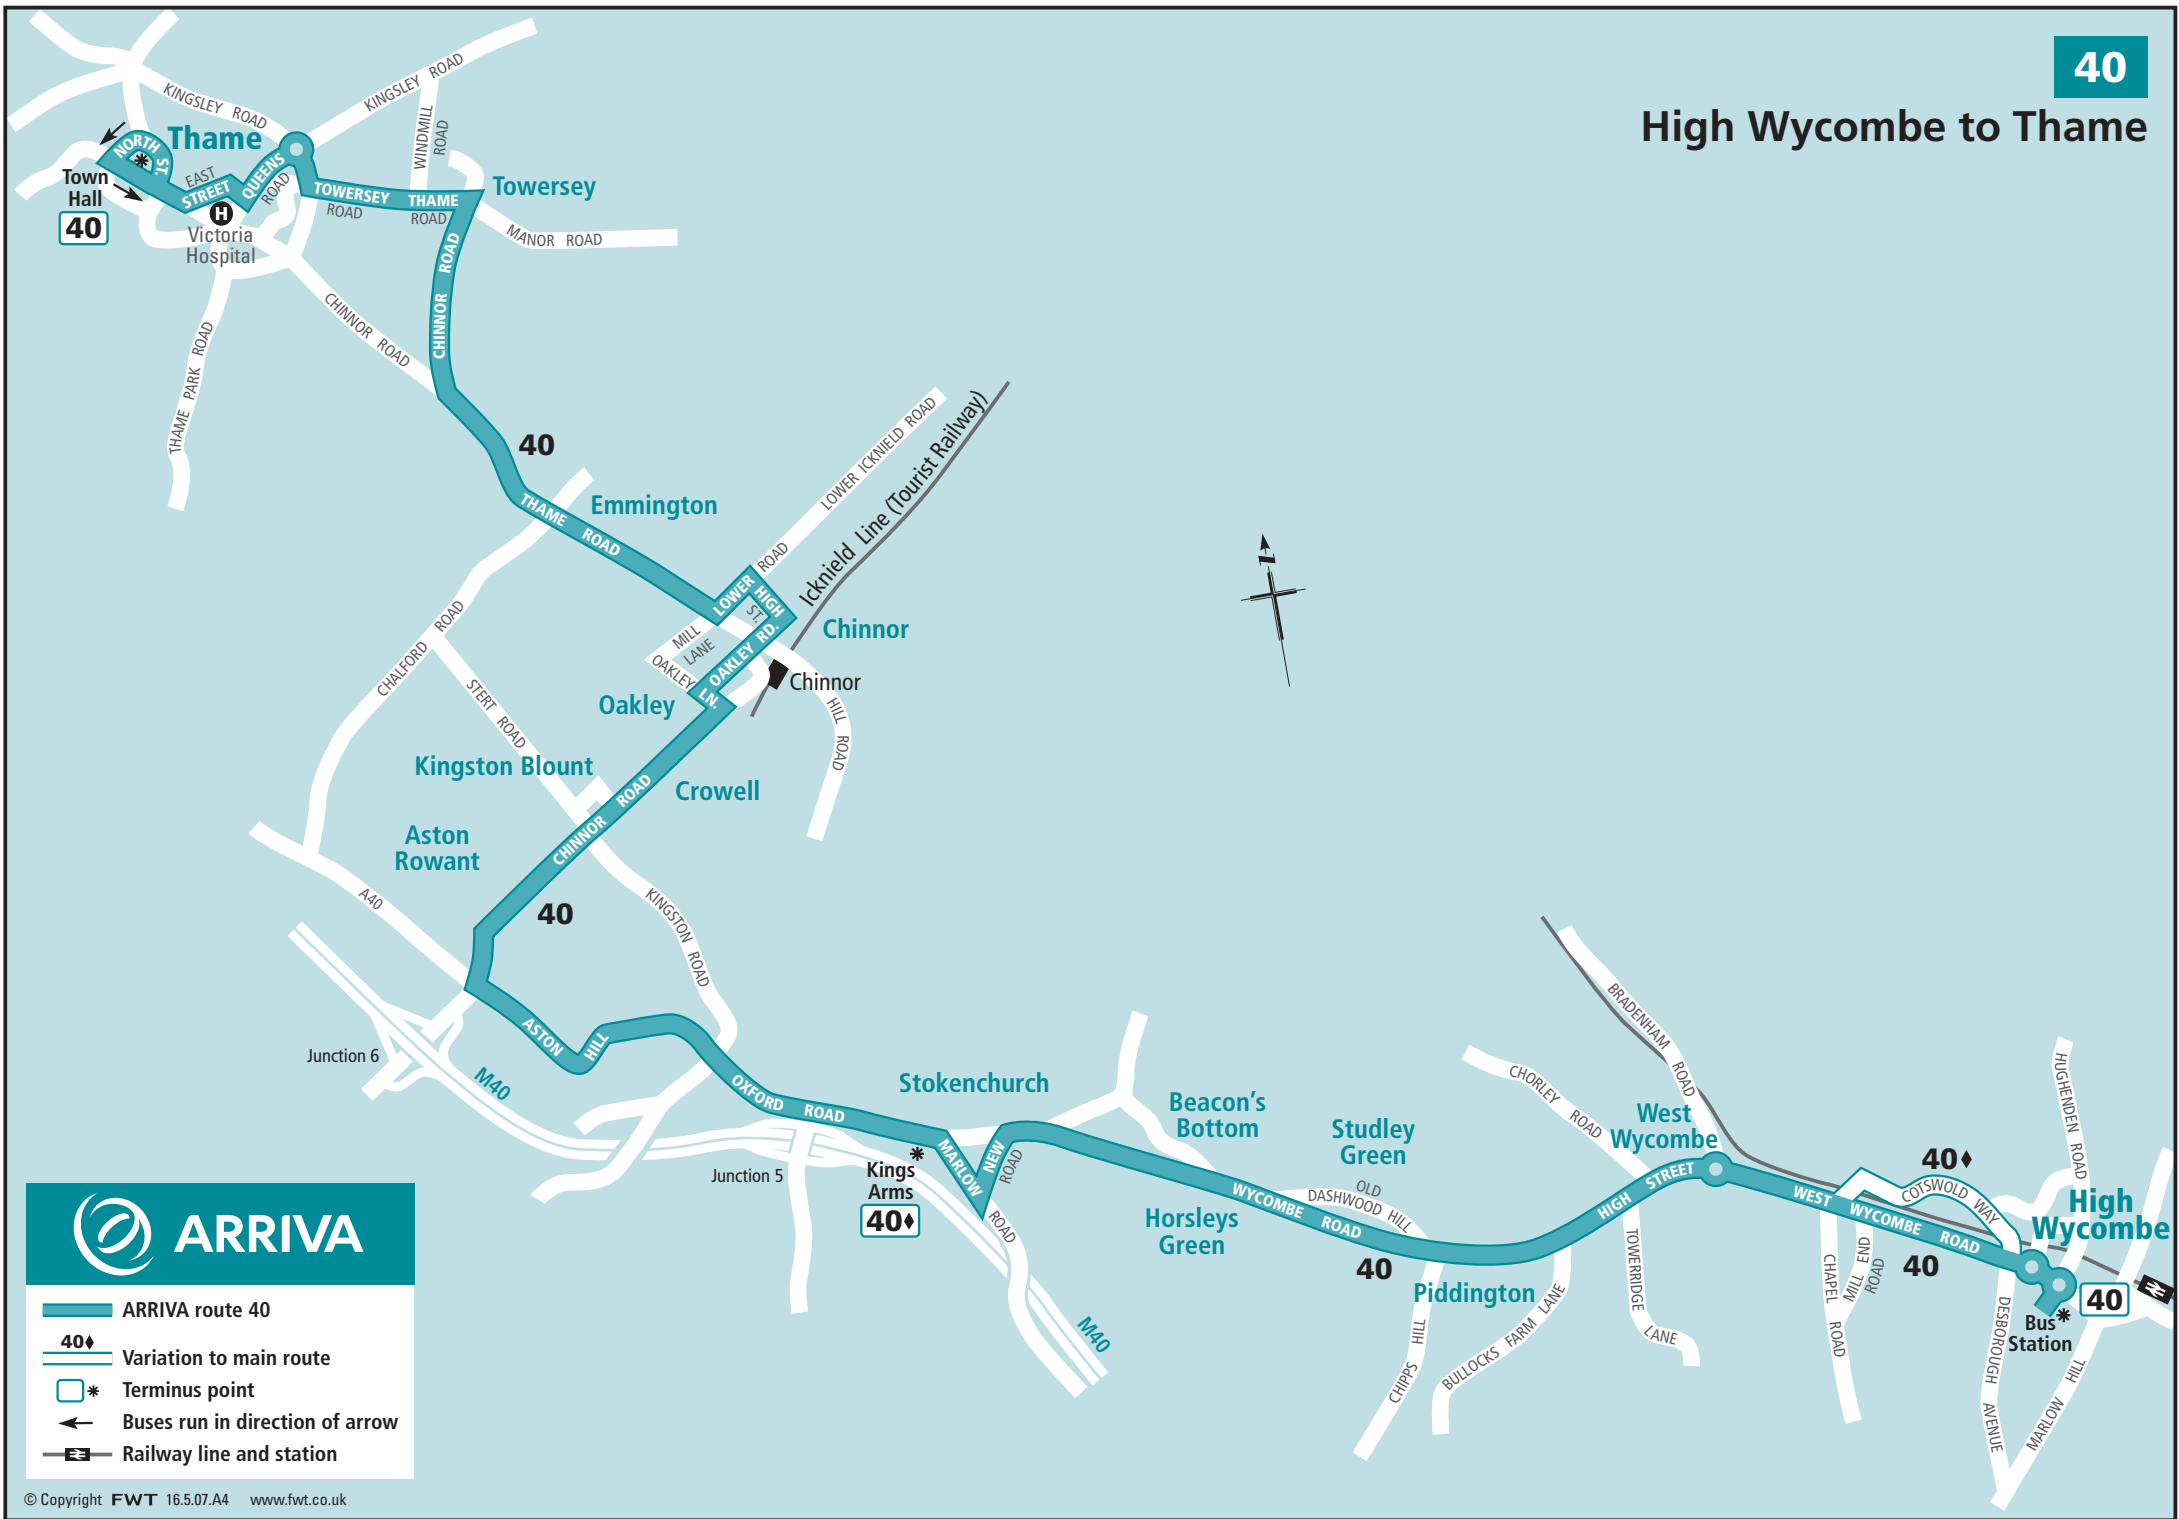 40
High Wycombe to Thame
KINGSLEY ROAD
KINGSLEY ROAD
WINDMILL
ROAD
Thame
NORTH
ST.
Town
Hall
40
EAST
STREET
QUEENS
ROAD
H
Victoria
Hospital
TOWERSEY
ROAD
THAME
ROAD
Towersey
MANOR ROAD
CHINNOR ROAD
CHINNOR ROAD
THAME PARK ROAD
40
Emmington
THAME ROAD
LOWER ICKNIELD ROAD
Icknield Line (Tourist Railway)
LOWER
ROAD
HIGH
ST.
MILL
LANE
OAKLEY RD.
OAKLEY
LN.
Chinnor
Chinnor
HILL ROAD
Oakley
CHALFORD ROAD
STERT ROAD
Kingston Blount
Crowell
CHINNOR ROAD
Aston
Rowant
A40
40
KINGSTON ROAD
N
ASTON HILL
Junction 6
M40
OXFORD ROAD
Stokenchurch
Junction 5
Kings
Arms
40♦
MARLOW
ROAD
NEW
ROAD
M40
Beacon's
Bottom
Horsleys
Green
Studley
Green
OLD
DASHWOOD HILL
WYCOMBE ROAD
40
Piddington
CHIPPS HILL
BULLOCKS FARM LANE
CHORLEY ROAD
BRADENHAM ROAD
West
Wycombe
HIGH STREET
TOWERRIDGE
LANE
WEST WYCOMBE ROAD
40♦
COTSWOLD WAY
CHAPEL ROAD
MILL END
ROAD
40
HUGHENDEN ROAD
High
Wycombe
40
Bus
Station
DESBOROUGH AVENUE
MARLOW HILL
ARRIVA
ARRIVA route 40
40♦
Variation to main route
Terminus point
Buses run in direction of arrow
Railway line and station
© Copyright FWT 16.5.07.A4 www.fwt.co.uk